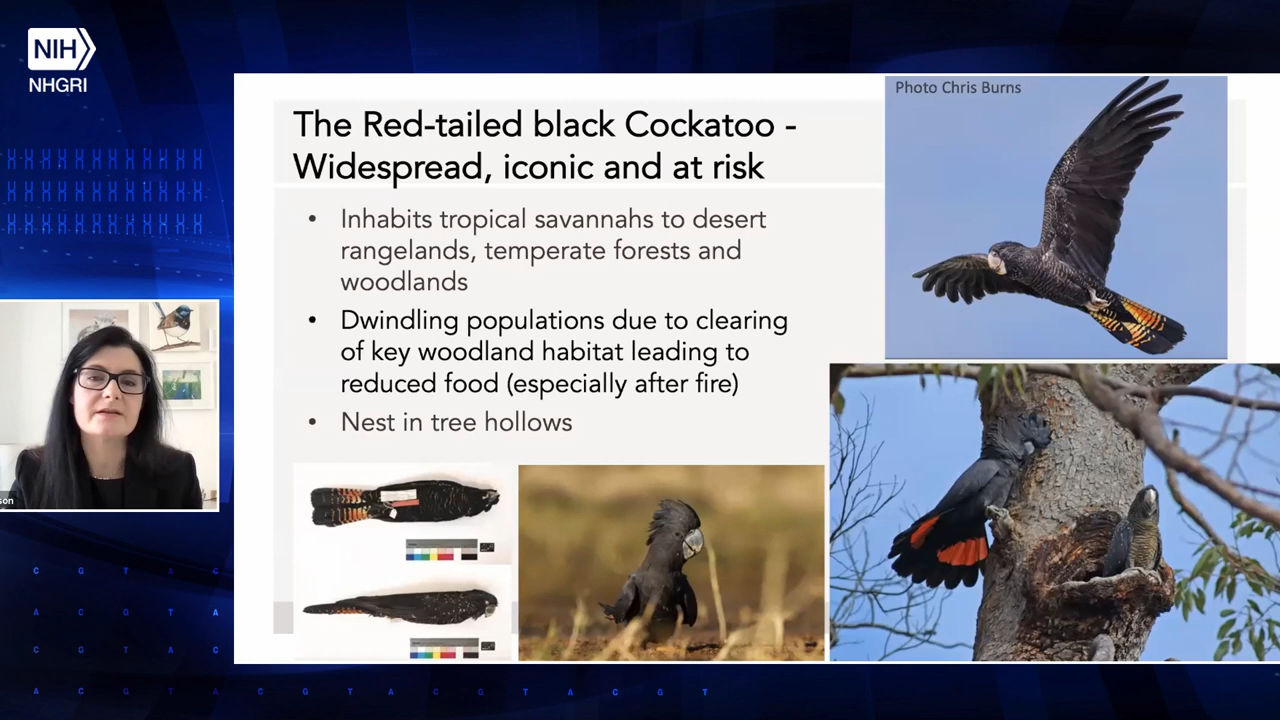 NIH
NHGRI
Photo Chris Burns
The Red-tailed black Cockatoo -
Widespread, iconic and at risk
• Inhabits tropical savannahs to desert
rangelands, temperate forests and
woodlands
• Dwindling populations due to clearing
of key woodland habitat leading to
reduced food (especially after fire)
• Nest in tree hollows
son
C G T A C
A C G T A
C G T A C
A C G T A C G T A C G T A C G T